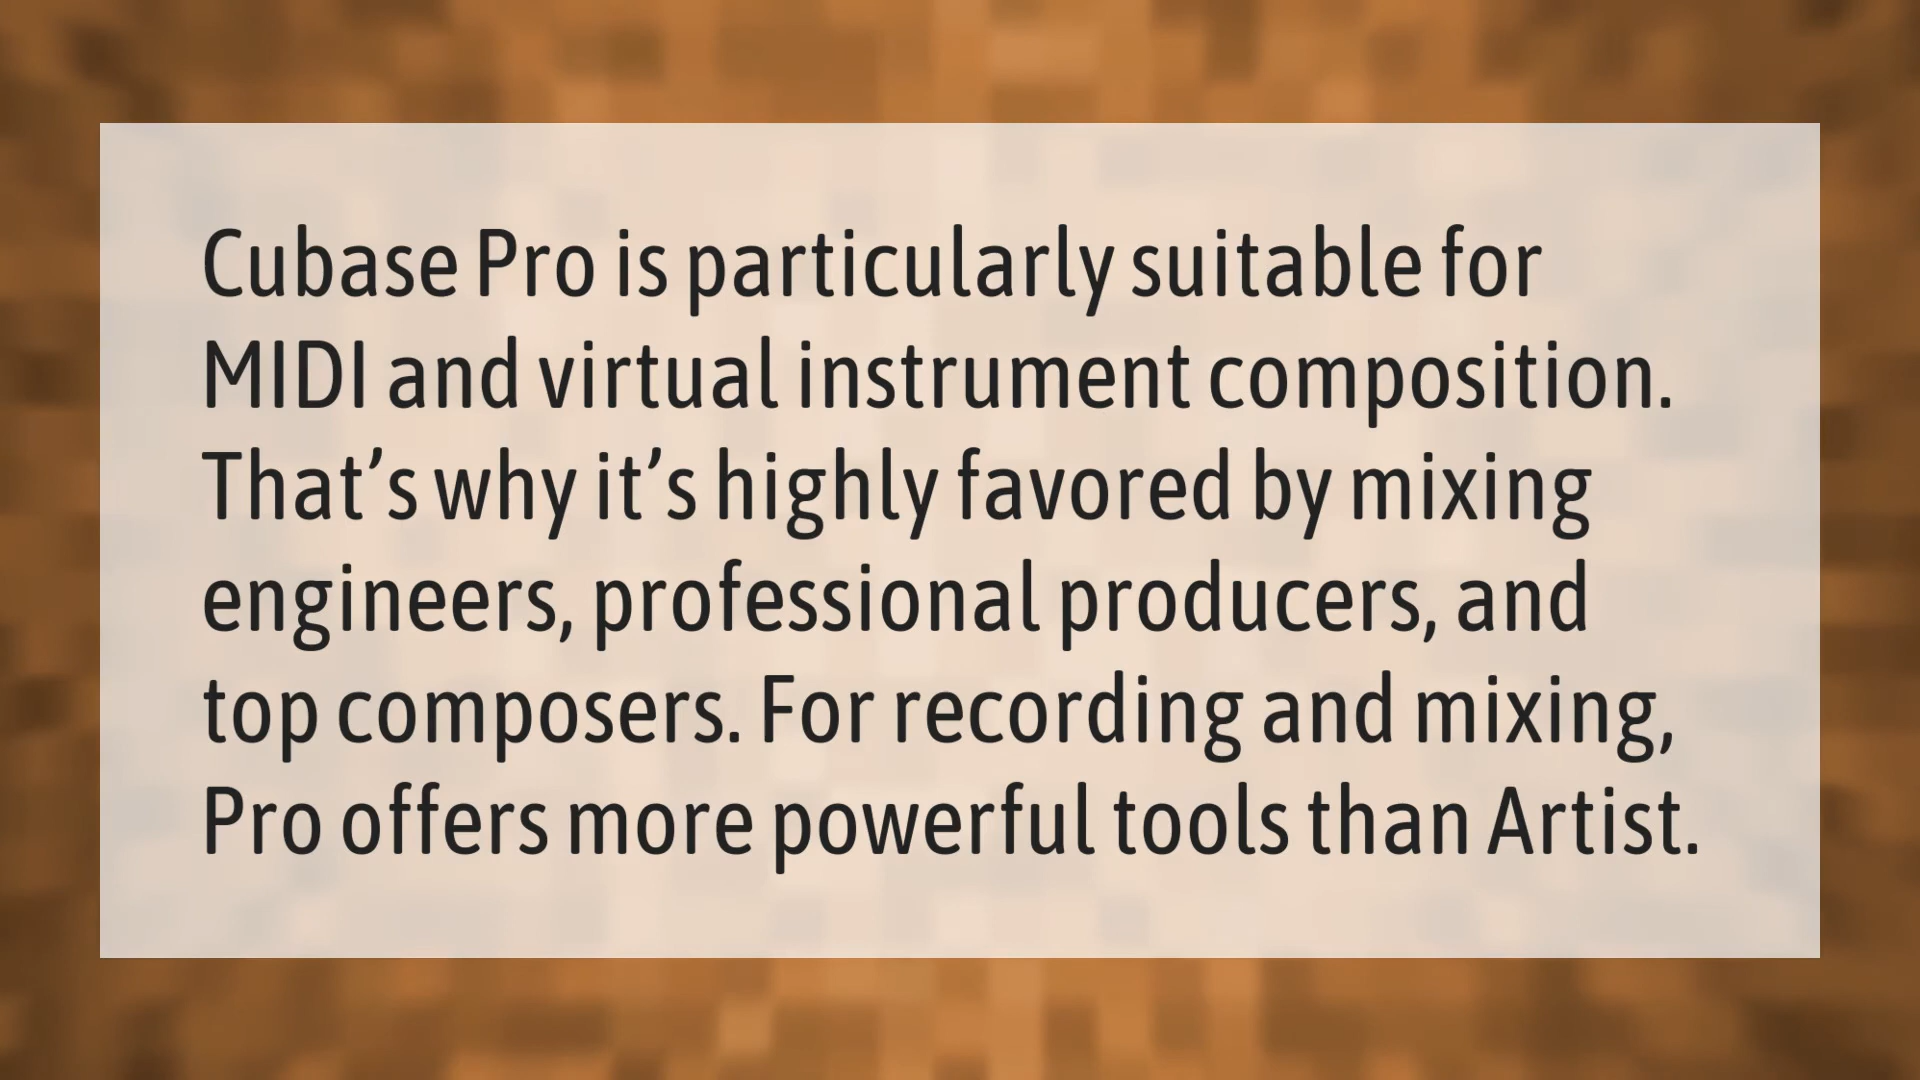 Cubase Pro is particularly suitable for
MIDI and virtual instrument composition.
That’s why it’s highly favored by mixing
engineers, professional producers, and
top composers. For recording and mixing,
Pro offers more powerful tools than Artist.